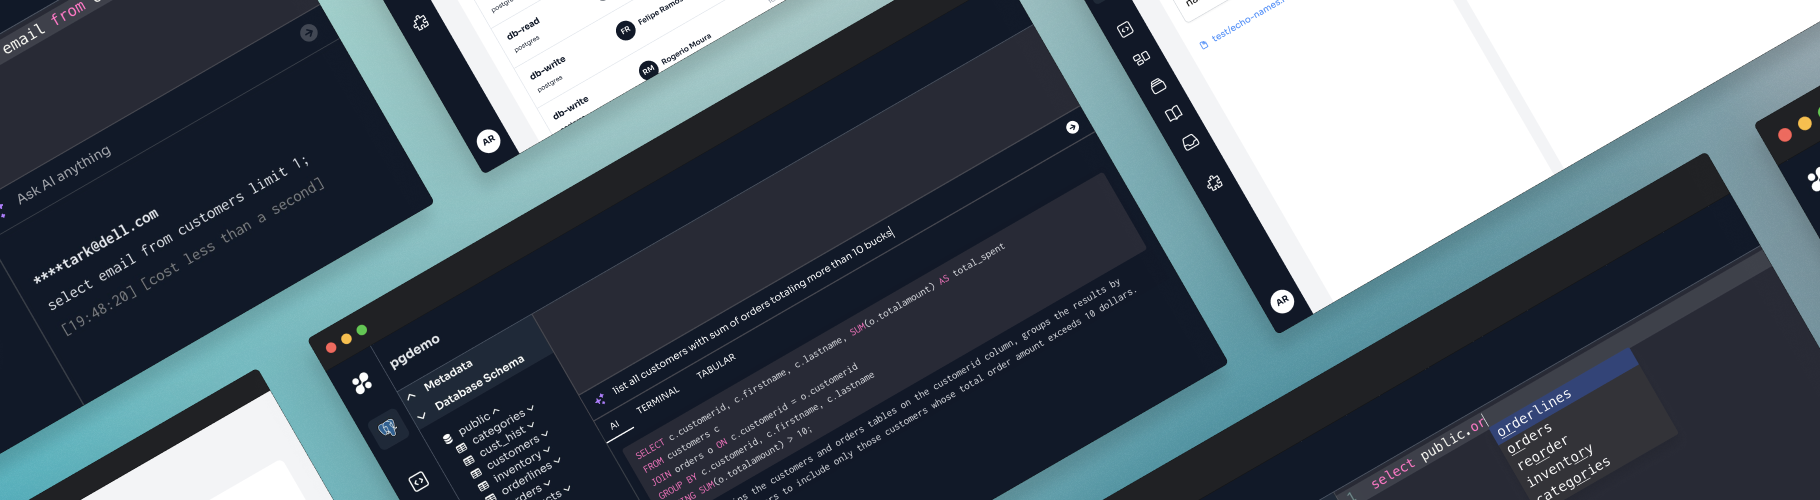 email from
Ask AI anything
****tark@dell.com
select email from customers limit 1;
[19:48:20] [cost less than a second]
postgres
db-read
postgres
FR
Felipe Ramos
db-write
postgres
RM
Rogerio Moura
db-write
AR
test/echo-names.
AR
pgdemo
Metadata
Database Schema
public
categories
cust_hist
customers
inventory
orderlines
list all customers with sum of orders totaling more than 10 bucks
AI
TERMINAL
TABULAR
SELECT c.customerid, c.firstname, c.lastname, SUM(o.totalamount) AS total_spent
FROM customers c
JOIN orders o ON c.customerid = o.customerid
GROUP BY c.customerid, c.firstname, c.lastname
SUM(o.totalamount) > 10;
the customers and orders tables on the customerid column, groups the results by
to include only those customers whose total order amount exceeds 10 dollars.
1
select public.or
orderlines
orders
reorder
inventory
categories